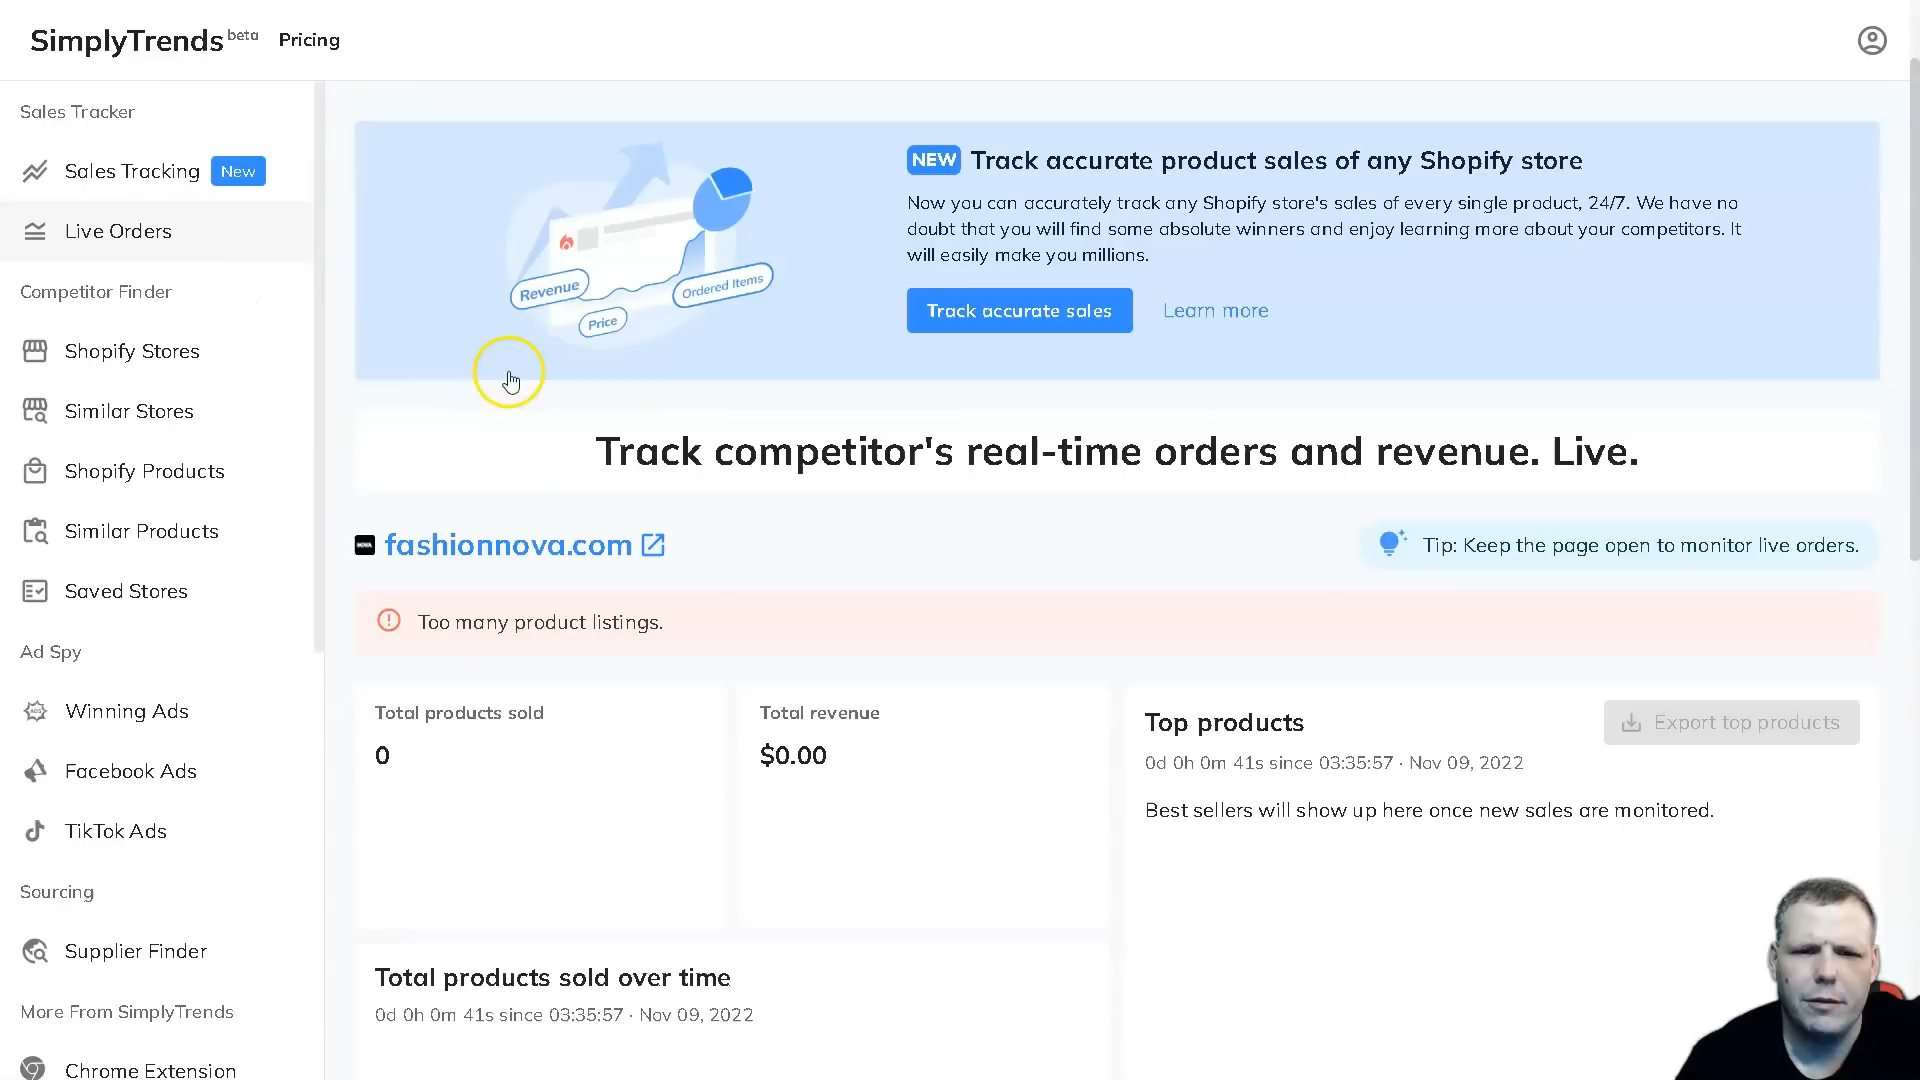 SimplyTrends beta
Pricing
Sales Tracker
Sales Tracking New
Live Orders
Competitor Finder
Shopify Stores
Similar Stores
Shopify Products
Similar Products
Saved Stores
Ad Spy
Winning Ads
Facebook Ads
TikTok Ads
Sourcing
Supplier Finder
More From SimplyTrends
Chrome Extension
Revenue
Price
Ordered Items
NEW Track accurate product sales of any Shopify store
Now you can accurately track any Shopify store's sales of every single product, 24/7. We have no
doubt that you will find some absolute winners and enjoy learning more about your competitors. It
will easily make you millions.
Track accurate sales
Learn more
Track competitor's real-time orders and revenue. Live.
NOVA fashionnova.com
Tip: Keep the page open to monitor live orders.
Too many product listings.
Total products sold
0
Total revenue
$0.00
Top products
Export top products
0d 0h 0m 41s since 03:35:57 · Nov 09, 2022
Best sellers will show up here once new sales are monitored.
Total products sold over time
0d 0h 0m 41s since 03:35:57 · Nov 09, 2022